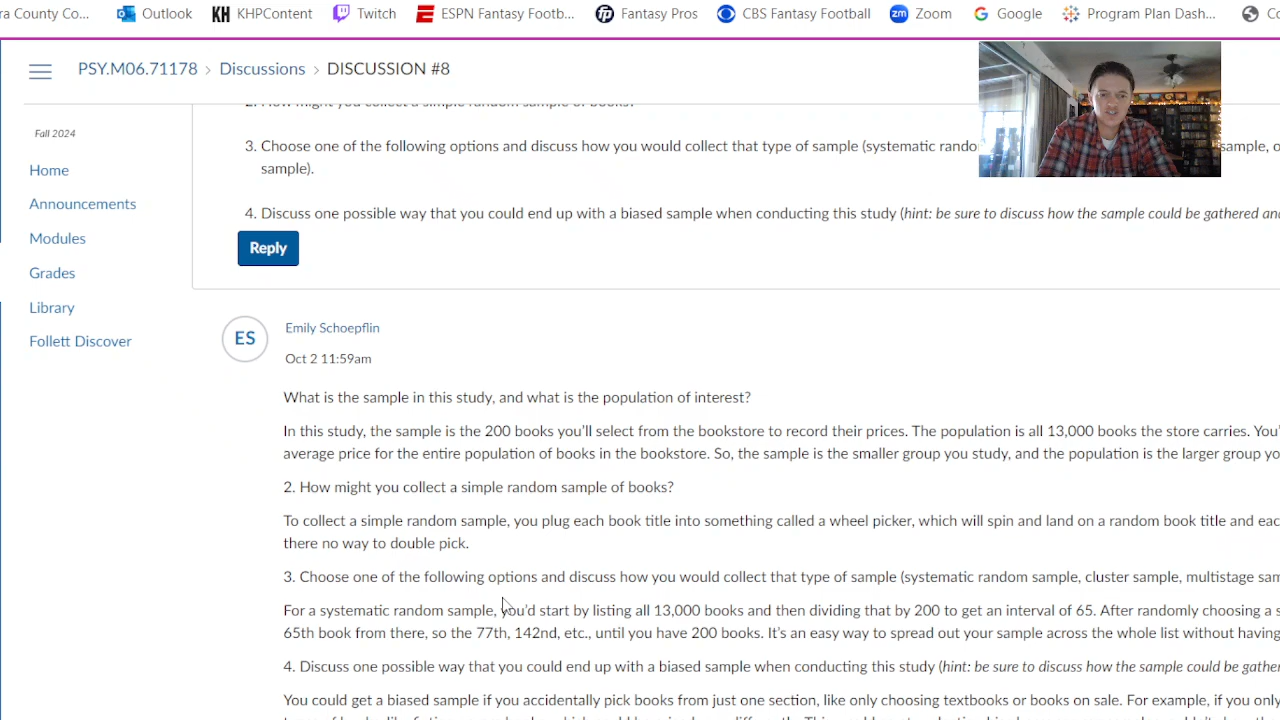 ra County Co... Outlook KHPContent Twitch ESPN Fantasy Footb... Fantasy Pros CBS Fantasy Football Zoom Google Program Plan Dash...
PSY.M06.71178 › Discussions › DISCUSSION #8
2. How might you collect a simple random sample of books?
Fall 2024
3. Choose one of the following options and discuss how you would collect that type of sample (systematic rando sample, o
sample).
Home
Announcements
4. Discuss one possible way that you could end up with a biased sample when conducting this study (hint: be sure to discuss how the sample could be gathered and
Modules
Reply
Grades
Library
Follett Discover
Emily Schoepflin
ES
Oct 2 11:59am
What is the sample in this study, and what is the population of interest?
In this study, the sample is the 200 books you'll select from the bookstore to record their prices. The population is all 13,000 books the store carries. You'
average price for the entire population of books in the bookstore. So, the sample is the smaller group you study, and the population is the larger group yo
2. How might you collect a simple random sample of books?
To collect a simple random sample, you plug each book title into something called a wheel picker, which will spin and land on a random book title and eac
there no way to double pick.
3. Choose one of the following options and discuss how you would collect that type of sample (systematic random sample, cluster sample, multistage sam
For a systematic random sample, you'd start by listing all 13,000 books and then dividing that by 200 to get an interval of 65. After randomly choosing a s
65th book from there, so the 77th, 142nd, etc., until you have 200 books. It's an easy way to spread out your sample across the whole list without having
4. Discuss one possible way that you could end up with a biased sample when conducting this study (hint: be sure to discuss how the sample could be gather
You could get a biased sample if you accidentally pick books from just one section, like only choosing textbooks or books on sale. For example, if you only